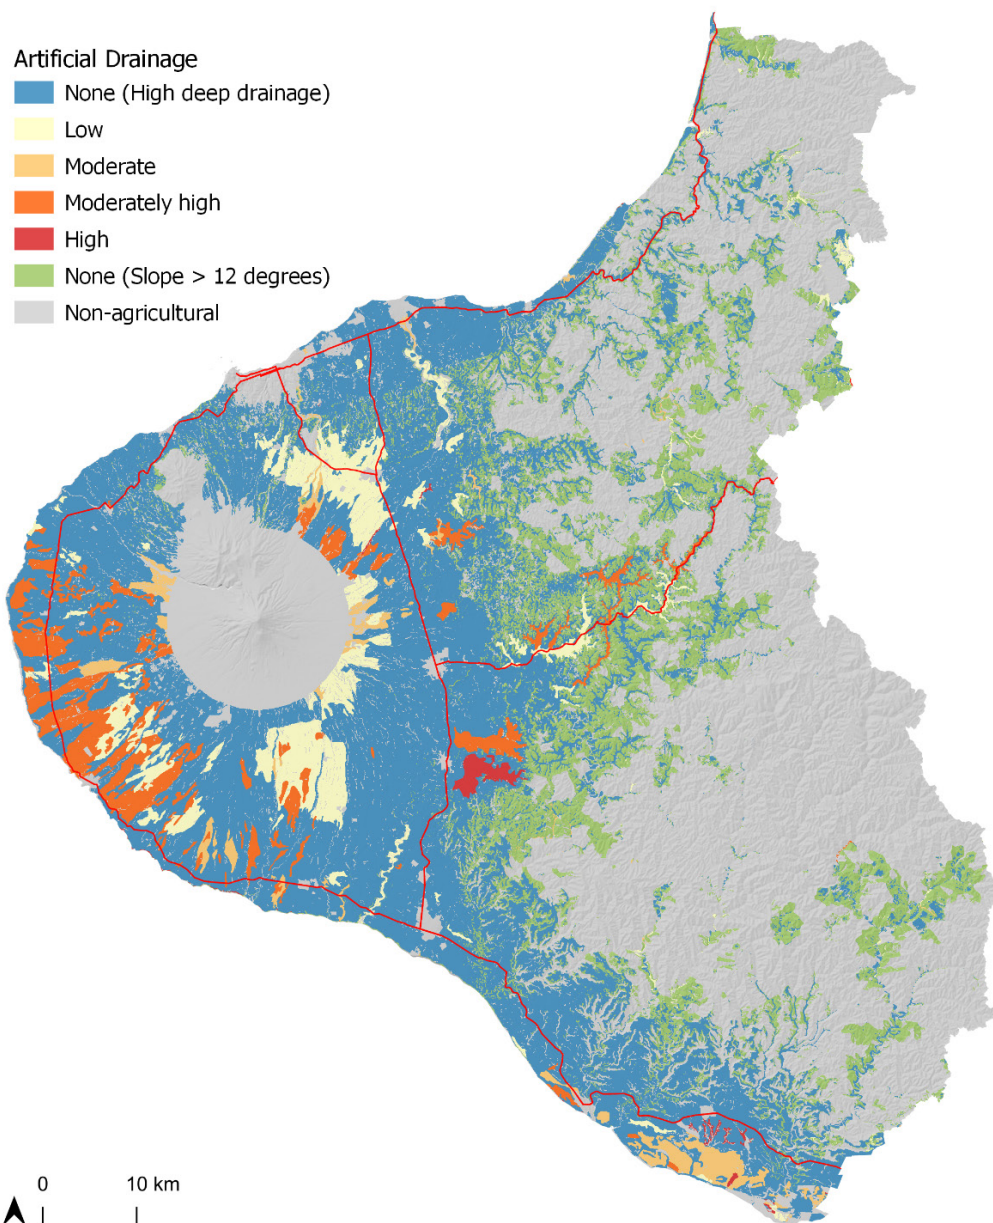 Artificial Drainage
None (High deep drainage)
Low
Moderate
Moderately high
High
None (Slope > 12 degrees)
Non-agricultural
0 10 km